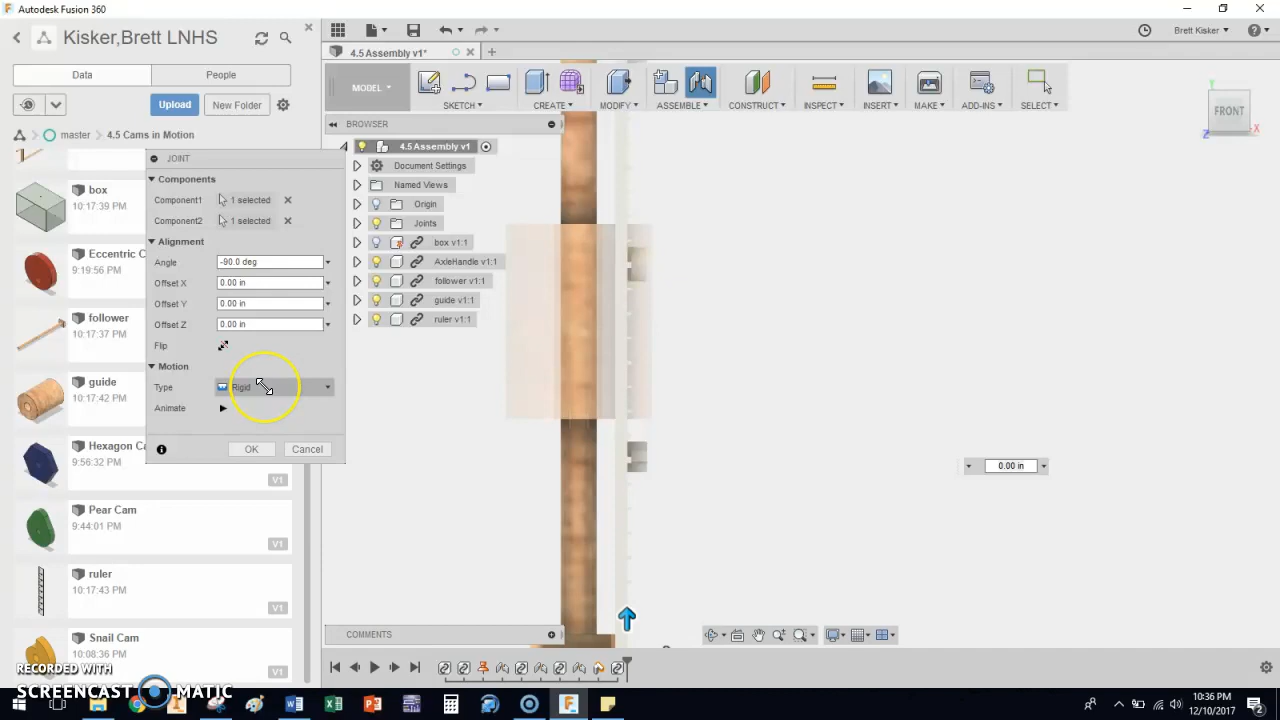 Autodesk Fusion 360
Kisker,Brett LNHS
Data
People
Upload
New Folder
master
4.5 Cams in Motion
box
10:17:39 PM
Eccentric C
9:19:56 PM
follower
10:17:37 PM
guide
10:17:42 PM
Hexagon Ca
9:56:32 PM
V1
Pear Cam
9:44:01 PM
V1
ruler
10:17:43 PM
V1
Snail Cam
10:08:36 PM
V1
JOINT
Components
Component1
1 selected
Component2
1 selected
Alignment
Angle
-90.0 deg
Offset X
0.00 in
Offset Y
0.00 in
Offset Z
0.00 in
Flip
Motion
Type
Rigid
Animate
OK
Cancel
4.5 Assembly v1*
Brett Kisker
MODEL
SKETCH
CREATE
MODIFY
ASSEMBLE
CONSTRUCT
INSPECT
INSERT
MAKE
ADD-INS
SELECT
BROWSER
4.5 Assembly v1
Document Settings
Named Views
Origin
Joints
box v1:1
AxleHandle v1:1
follower v1:1
guide v1:1
ruler v1:1
FRONT
Y
X
Z
0.00 in
COMMENTS
RECORDED WITH
SCREENCAST MATIC
10:36 PM
12/10/2017
2